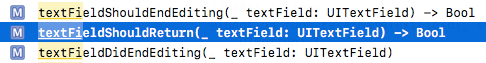 M textFieldShouldEndEditing(_ textField: UITextField) -> Bool
M textFieldShouldReturn(_ textField: UITextField) -> Bool
M textFieldDidEndEditing(_ textField: UITextField)